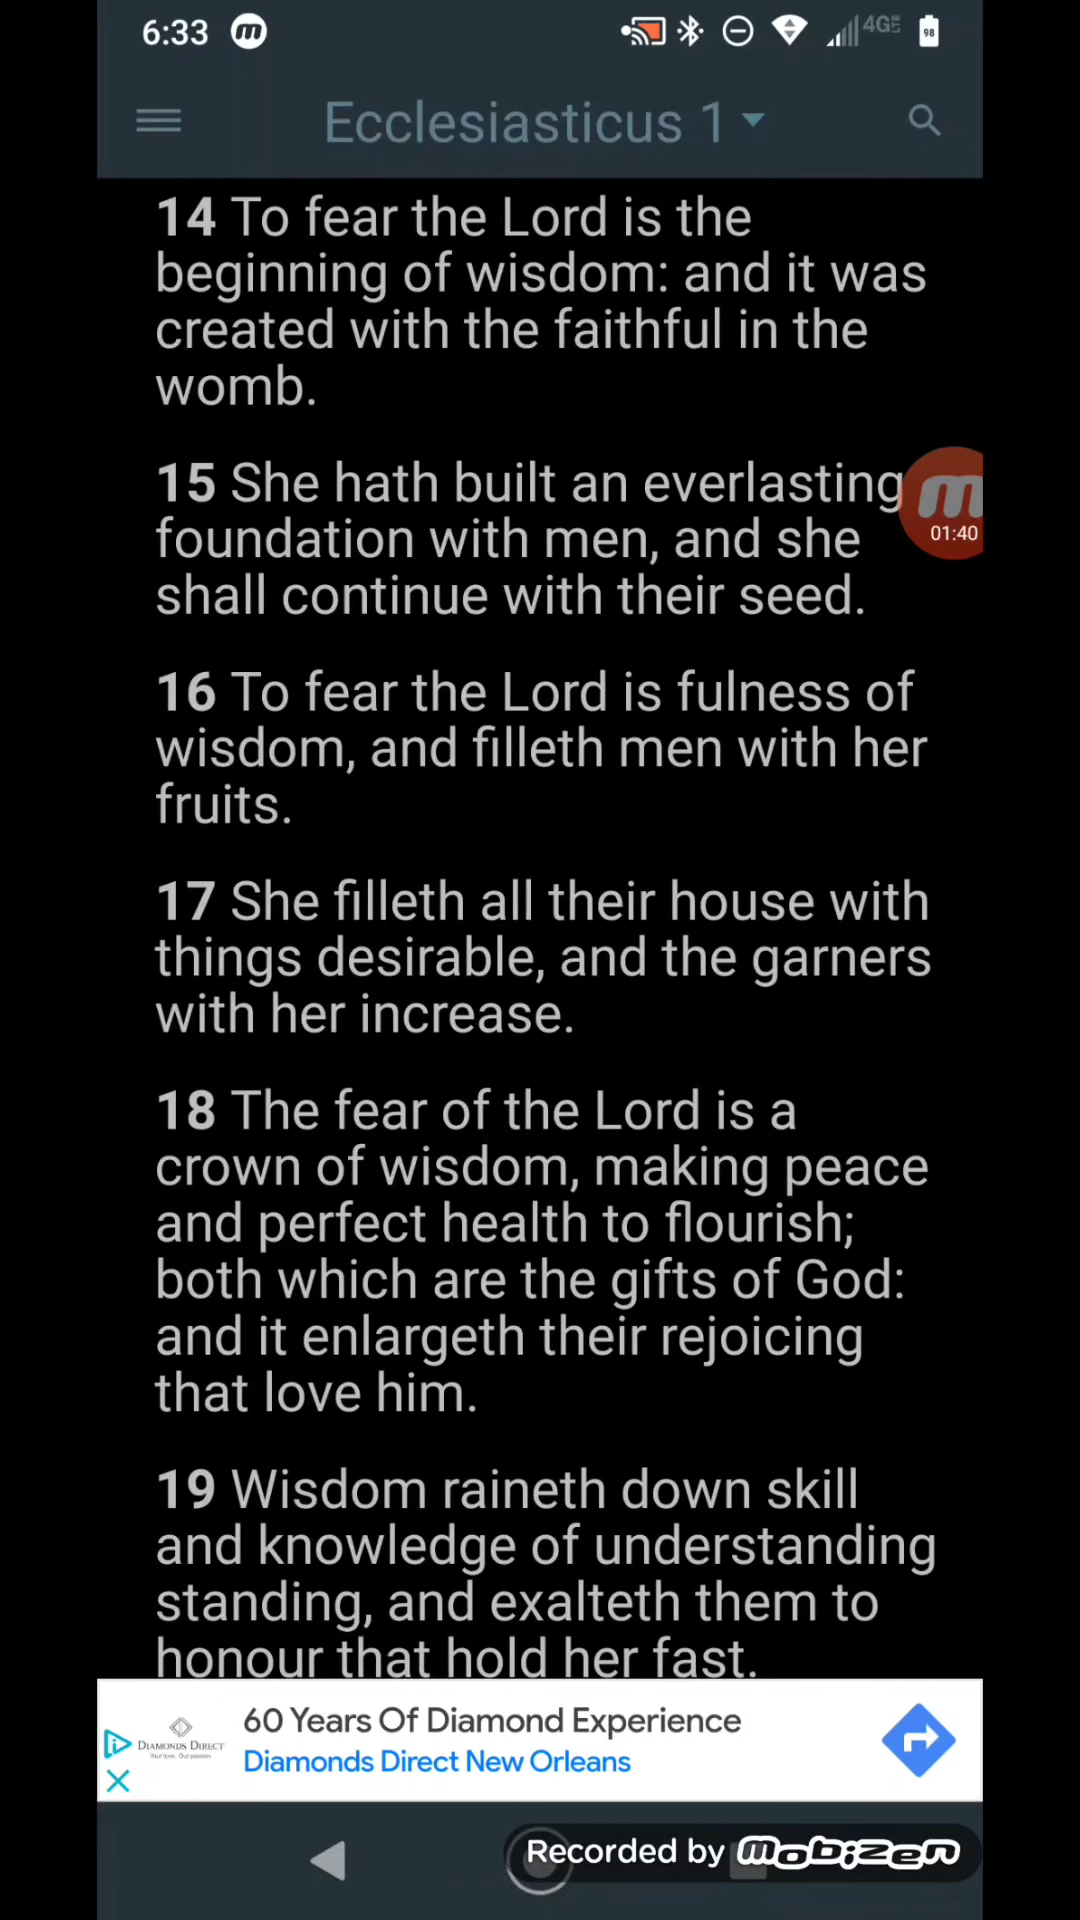 6:33
4G LTE
98
Ecclesiasticus 1
14 To fear the Lord is the
beginning of wisdom: and it was
created with the faithful in the
womb.
15 She hath built an everlasting
foundation with men, and she
shall continue with their seed.
01:40
16 To fear the Lord is fulness of
wisdom, and filleth men with her
fruits.
17 She filleth all their house with
things desirable, and the garners
with her increase.
18 The fear of the Lord is a
crown of wisdom, making peace
and perfect health to flourish;
both which are the gifts of God:
and it enlargeth their rejoicing
that love him.
19 Wisdom raineth down skill
and knowledge of understanding
standing, and exalteth them to
honour that hold her fast.
60 Years Of Diamond Experience
DIAMONDS DIRECT
Your love. Our passion.
Diamonds Direct New Orleans
Recorded by mobizen